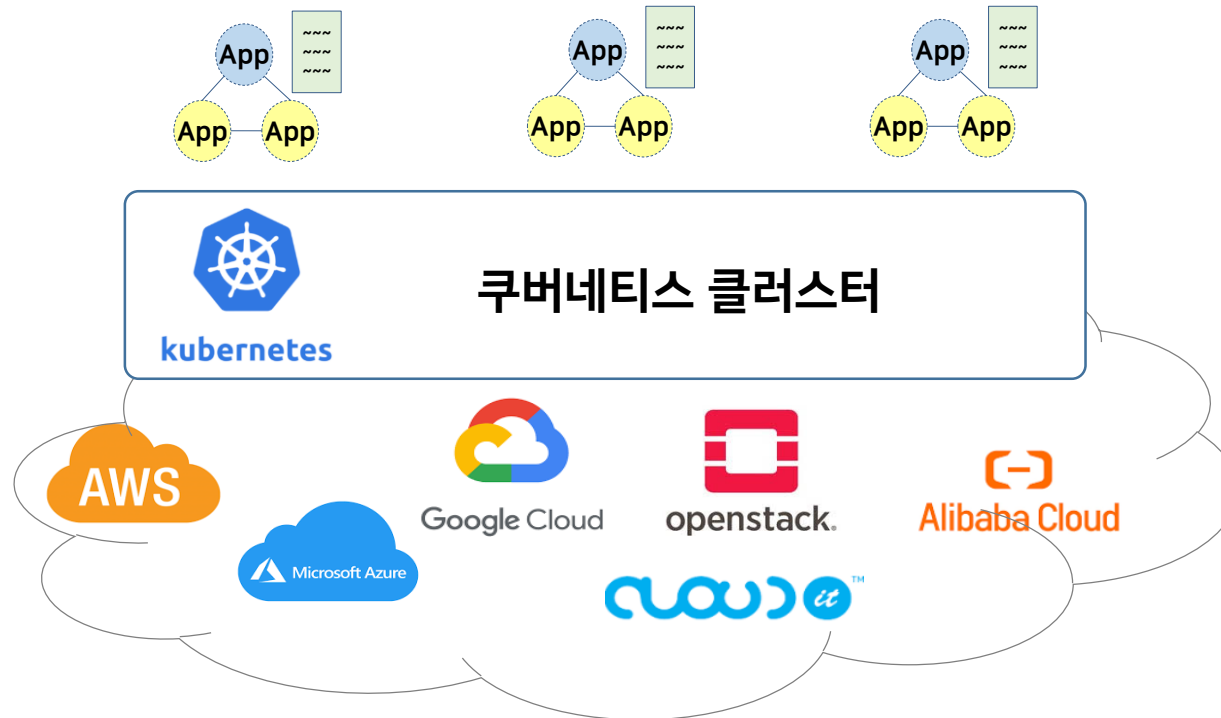 App
~~~
~~~
~~~
App App
App
~~~
~~~
~~~
App App
App
~~~
~~~
~~~
App App
kubernetes
쿠버네티스 클러스터
AWS
Microsoft Azure
Google Cloud
openstack.
Alibaba Cloud
CLOUD it™